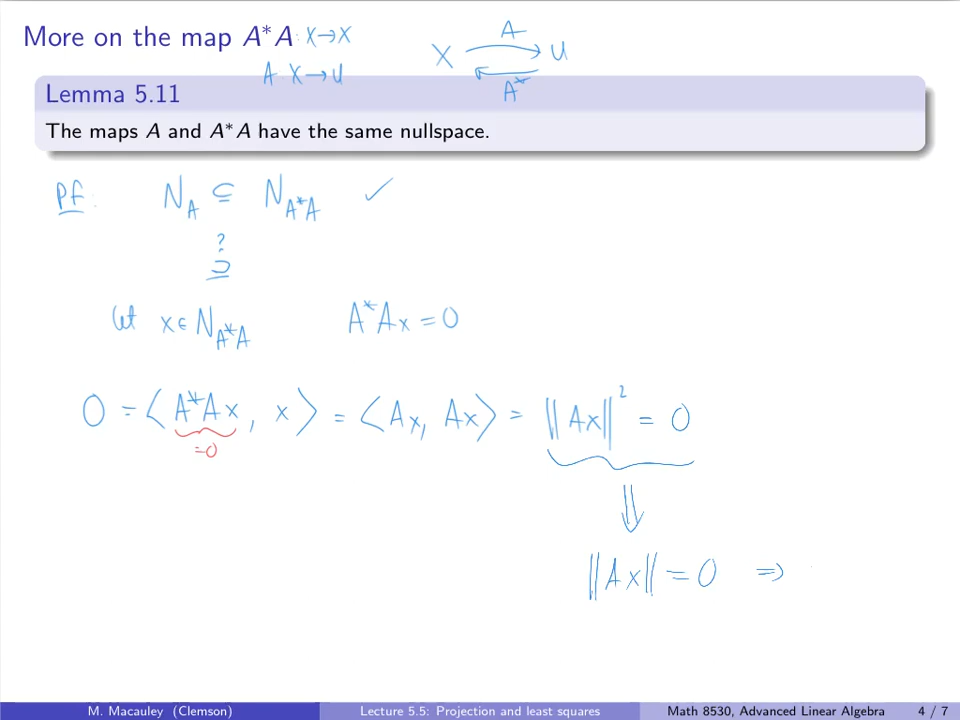 More on the map A*A : X→X
A : X→U
X A U
A*
Lemma 5.11
The maps A and A*A have the same nullspace.
Pf: N_A ⊆ N_{A*A} ✓
?
⊇
let x ∈ N_{A*A} A*Ax = 0
0 = ⟨A*Ax, x⟩ = ⟨Ax, Ax⟩ = ||Ax||² = 0
=0
⇓
||Ax|| = 0 ⇒
M. Macauley (Clemson) Lecture 5.5: Projection and least squares Math 8530, Advanced Linear Algebra 4 / 7